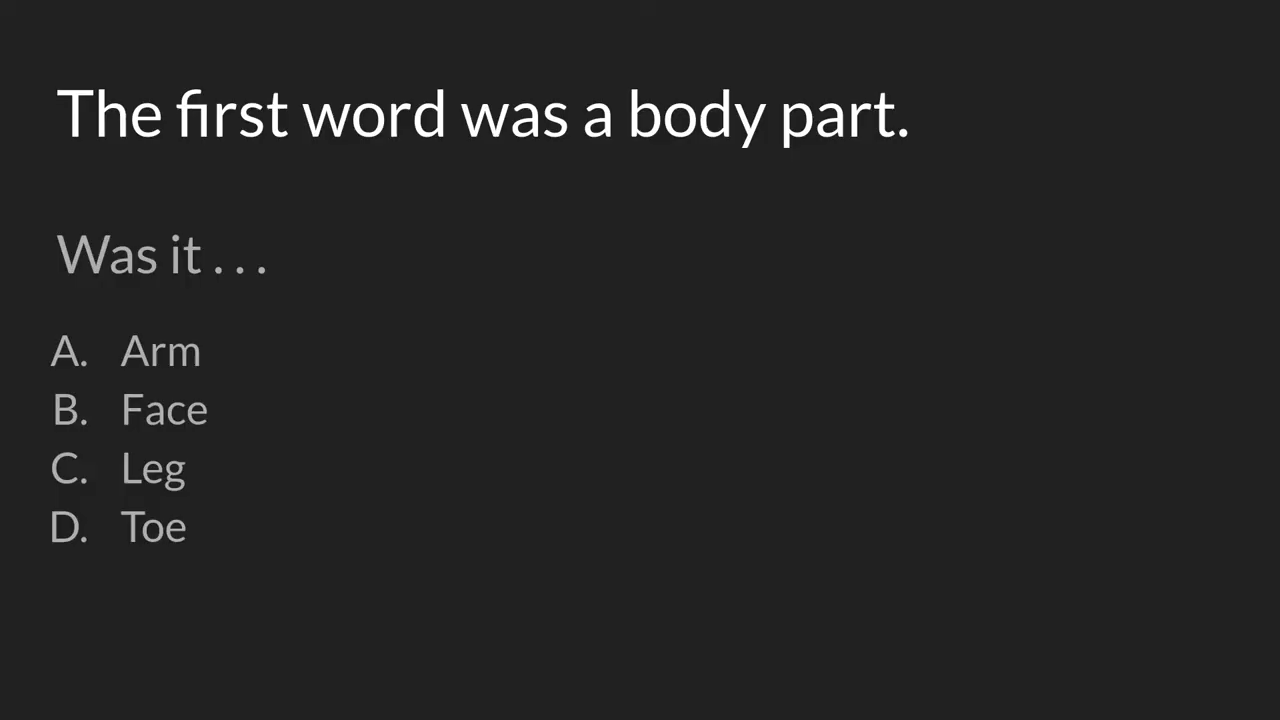 The first word was a body part.
Was it . . .
A. Arm
B. Face
C. Leg
D. Toe